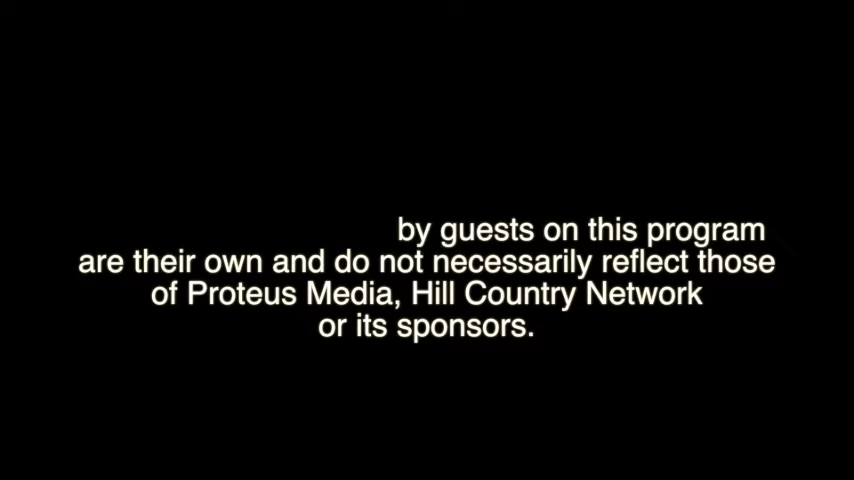 by guests on this program
are their own and do not necessarily reflect those
of Proteus Media, Hill Country Network
or its sponsors.